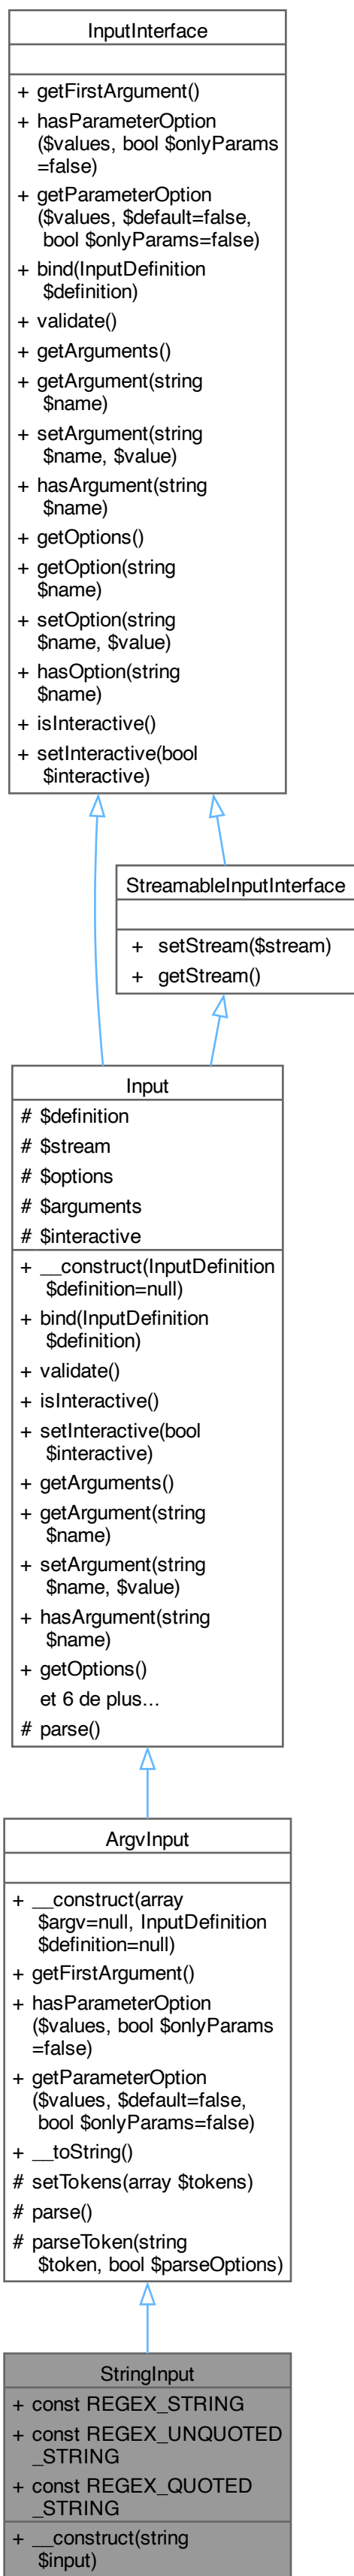 InputInterface
+ getFirstArgument()
+ hasParameterOption
($values, bool $onlyParams
=false)
+ getParameterOption
($values, $default=false,
bool $onlyParams=false)
+ bind(InputDefinition
$definition)
+ validate()
+ getArguments()
+ getArgument(string
$name)
+ setArgument(string
$name, $value)
+ hasArgument(string
$name)
+ getOptions()
+ getOption(string
$name)
+ setOption(string
$name, $value)
+ hasOption(string
$name)
+ isInteractive()
+ setInteractive(bool
$interactive)
StreamableInputInterface
+ setStream($stream)
+ getStream()
Input
# $definition
# $stream
# $options
# $arguments
# $interactive
+ __construct(InputDefinition
$definition=null)
+ bind(InputDefinition
$definition)
+ validate()
+ isInteractive()
+ setInteractive(bool
$interactive)
+ getArguments()
+ getArgument(string
$name)
+ setArgument(string
$name, $value)
+ hasArgument(string
$name)
+ getOptions()
et 6 de plus...
# parse()
ArgvInput
+ __construct(array
$argv=null, InputDefinition
$definition=null)
+ getFirstArgument()
+ hasParameterOption
($values, bool $onlyParams
=false)
+ getParameterOption
($values, $default=false,
bool $onlyParams=false)
+ __toString()
# setTokens(array $tokens)
# parse()
# parseToken(string
$token, bool $parseOptions)
StringInput
+ const REGEX_STRING
+ const REGEX_UNQUOTED
_STRING
+ const REGEX_QUOTED
_STRING
+ __construct(string
$input)